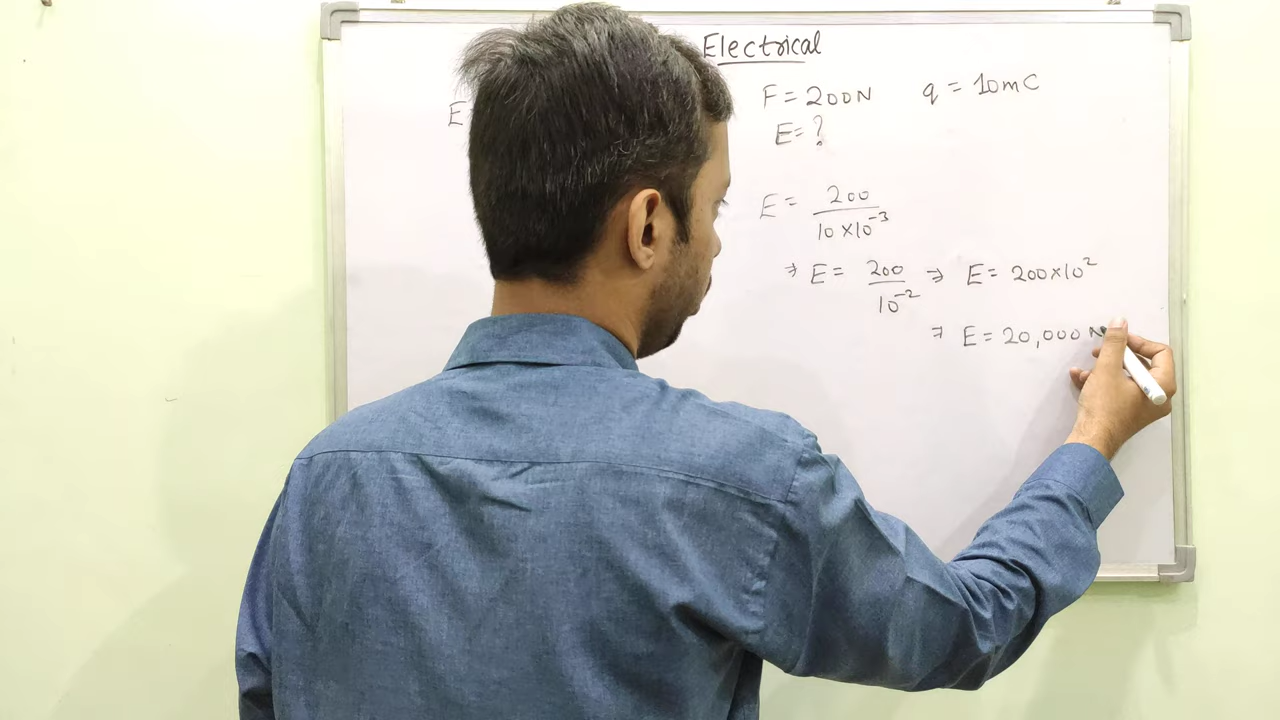 Electrical
E=
F = 200N q = 10mC
E= ?
E = 200 / 10 × 10⁻³
⇒ E = 200 / 10⁻² ⇒ E = 200×10²
⇒ E = 20,000 N